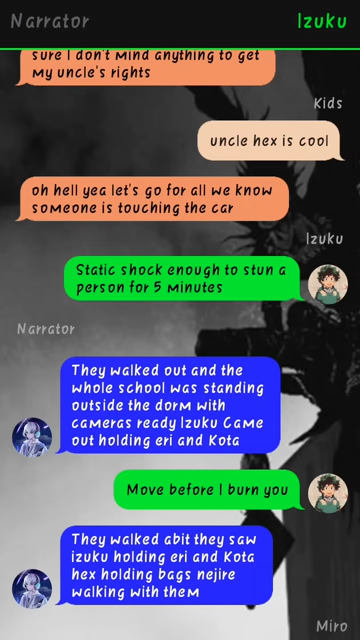 Narrator
Izuku
sure I don't mind anything to get
my uncle's rights
Kids
uncle hex is cool
oh hell yea let's go for all we know
someone is touching the car
Izuku
Static shock enough to stun a
person for 5 minutes
Narrator
They walked out and the
whole school was standing
outside the dorm with
cameras ready Izuku Came
out holding eri and Kota
Move before I burn you
They walked abit they saw
izuku holding eri and Kota
hex holding bags nejire
walking with them
Miro